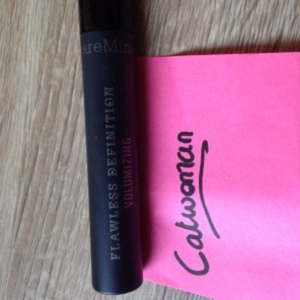 areMin
FLAWLESS DEFINITION
VOLUMIZING
Catwoman